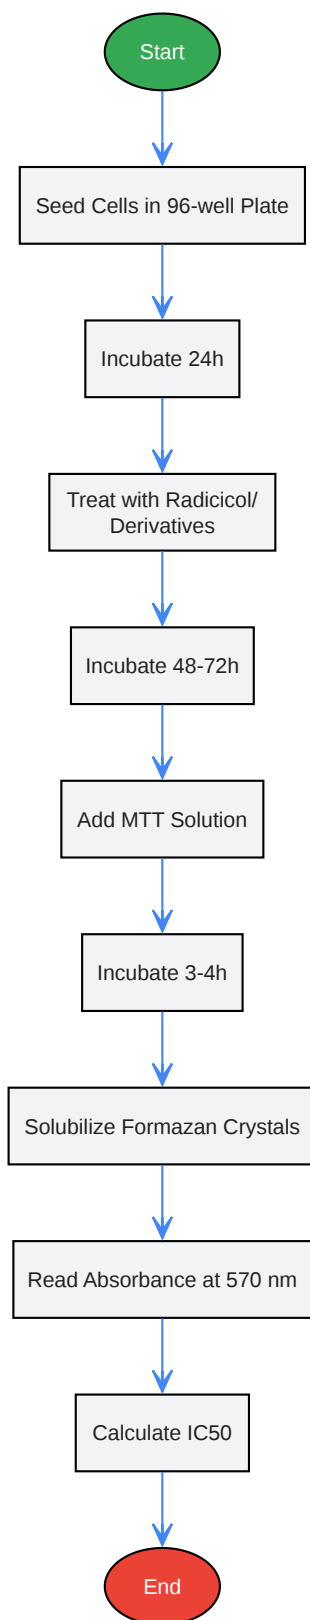 Start
Seed Cells in 96-well Plate
Incubate 24h
Treat with Radicicol/
Derivatives
Incubate 48-72h
Add MTT Solution
Incubate 3-4h
Solubilize Formazan Crystals
Read Absorbance at 570 nm
Calculate IC50
End